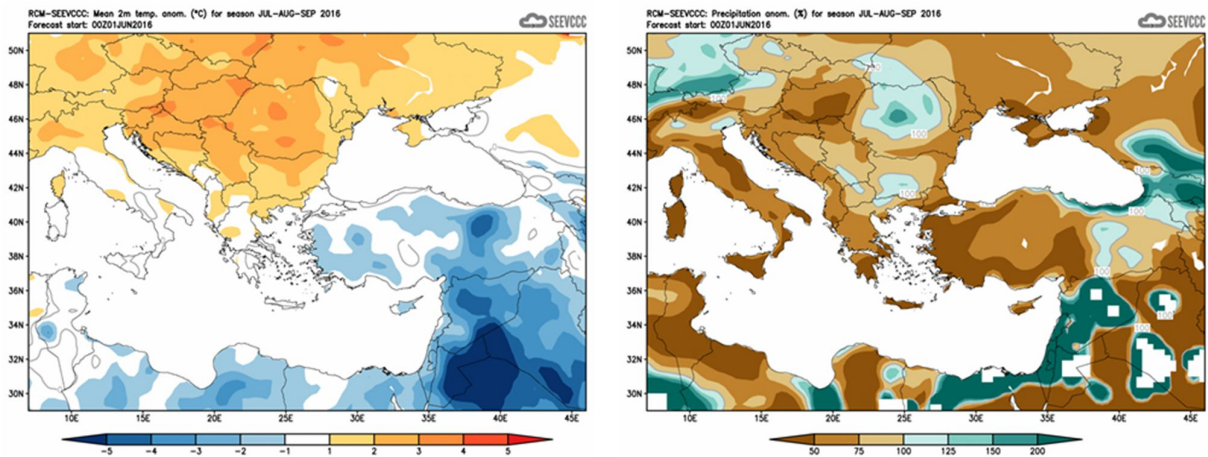 RCM-SEEVCCC: Mean 2m temp. anom. (°C) for season JUL-AUG-SEP 2016
Forecast start: 00Z01JUN2016
SEEVCCC
50N
48N
46N
44N
42N
40N
38N
36N
34N
32N
30N
10E 15E 20E 25E 30E 35E 40E 45E
-5 -4 -3 -2 -1 1 2 3 4 5
RCM-SEEVCCC: Precipitation anom. (%) for season JUL-AUG-SEP 2016
Forecast start: 00Z01JUN2016
SEEVCCC
50N
48N
46N
44N
42N
40N
38N
36N
34N
32N
30N
100
100
100
100
100
100
100
10E 15E 20E 25E 30E 35E 40E 45E
50 75 100 125 150 200